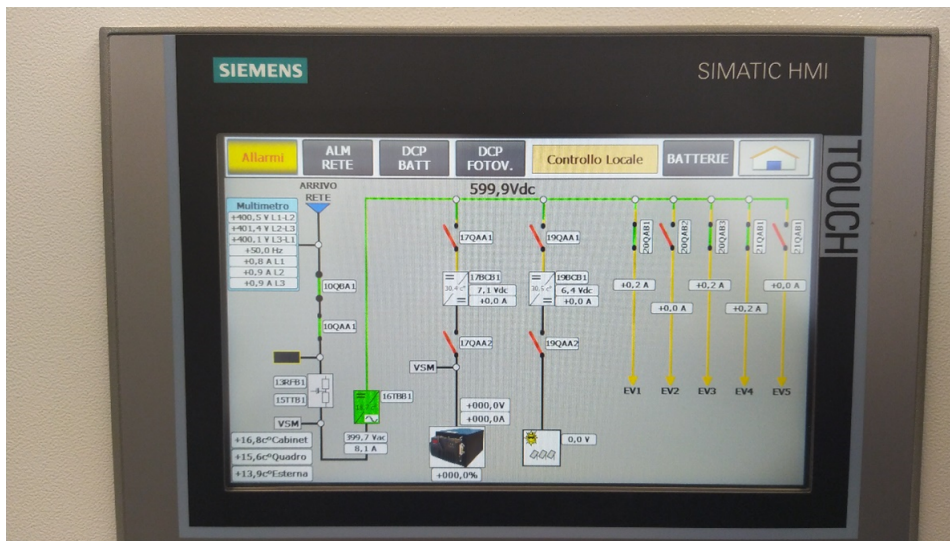 SIEMENS
SIMATIC HMI
TOUCH
Allarmi
ALM RETE
DCP BATT
DCP FOTOV.
Controllo Locale
BATTERIE
599,9Vdc
ARRIVO
RETE
Multimetro
+400,5 V L1-L2
+401,4 V L2-L3
+400,1 V L3-L1
+50,0 Hz
+0,8 A L1
+0,9 A L2
+0,9 A L3
10QBA1
10QAA1
13RFB1
15TTB1
VSM
+16,8c°Cabinet
+15,6c°Quadro
+13,9c°Esterna
16TBB1
399,7 Vac
8,1 A
17QAA1
17BCB1
7,1 Vdc
+0,0 A
17QAA2
VSM
+000,0V
+000,0A
+000,0%
19QAA1
19BCB1
6,4 Vdc
+0,0 A
19QAA2
0,0 V
20QAB1
20QAB2
20QAB3
21QAB1
21QAB1
+0,2 A
+0,0 A
+0,2 A
+0,2 A
+0,0 A
EV1
EV2
EV3
EV4
EV5